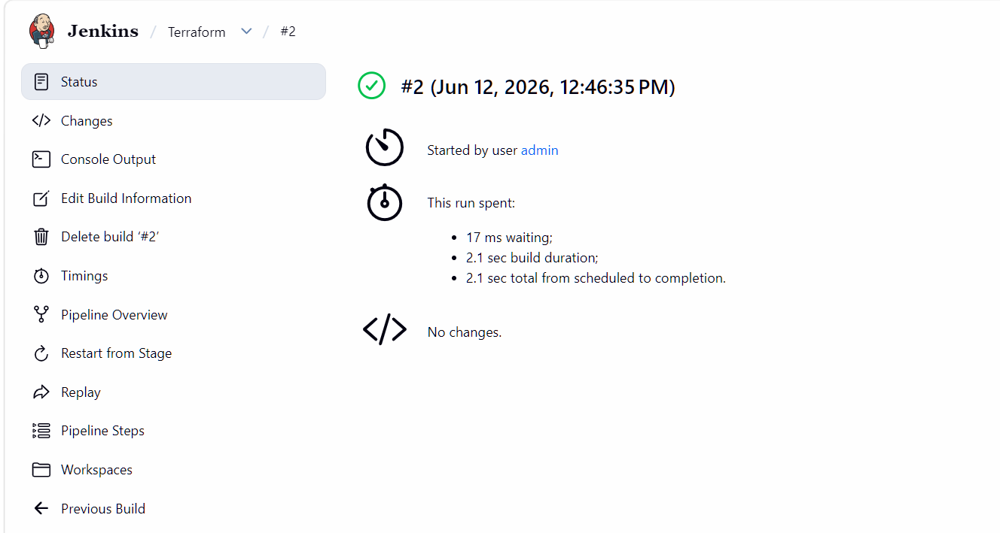 Jenkins / Terraform / #2
Status
Changes
Console Output
Edit Build Information
Delete build ‘#2’
Timings
Pipeline Overview
Restart from Stage
Replay
Pipeline Steps
Workspaces
Previous Build
#2 (Jun 12, 2026, 12:46:35 PM)
Started by user admin
This run spent:
• 17 ms waiting;
• 2.1 sec build duration;
• 2.1 sec total from scheduled to completion.
No changes.